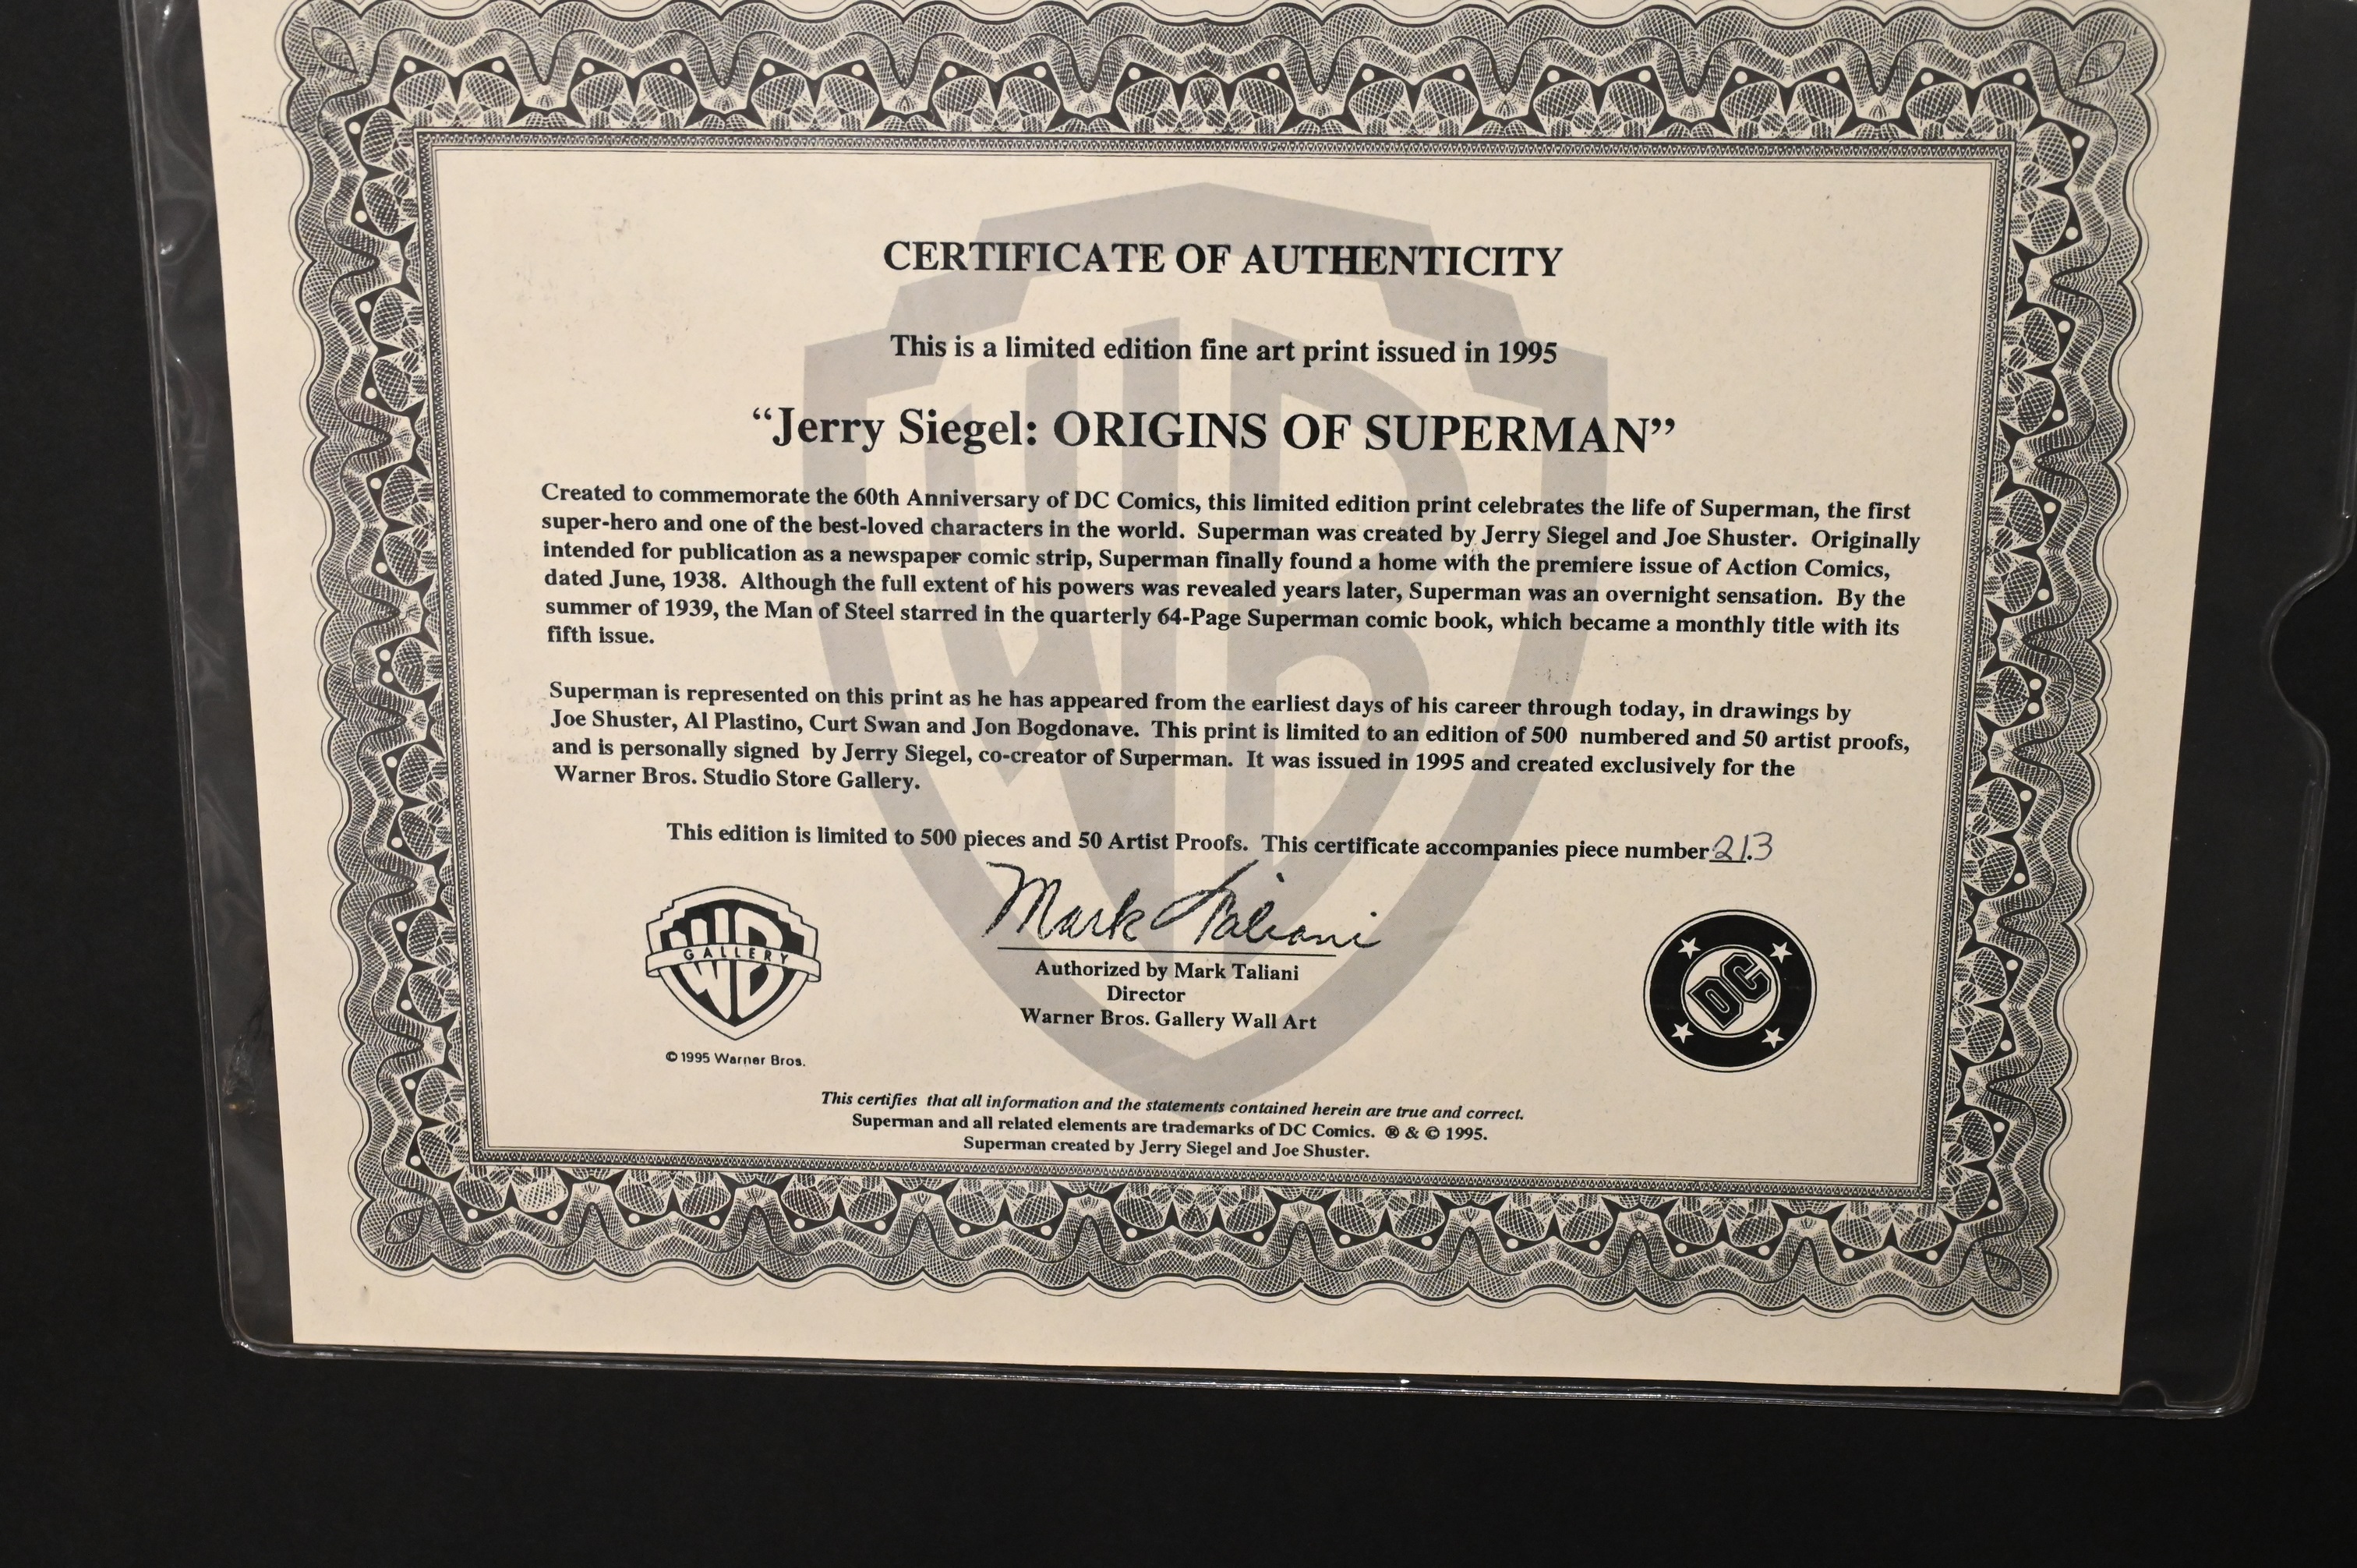 CERTIFICATE OF AUTHENTICITY
This is a limited edition fine art print issued in 1995
“Jerry Siegel: ORIGINS OF SUPERMAN”
Created to commemorate the 60th Anniversary of DC Comics, this limited edition print celebrates the life of Superman, the first
super-hero and one of the best-loved characters in the world. Superman was created by Jerry Siegel and Joe Shuster. Originally
intended for publication as a newspaper comic strip, Superman finally found a home with the premiere issue of Action Comics,
dated June, 1938. Although the full extent of his powers was revealed years later, Superman was an overnight sensation. By the
summer of 1939, the Man of Steel starred in the quarterly 64-Page Superman comic book, which became a monthly title with its
fifth issue.
Superman is represented on this print as he has appeared from the earliest days of his career through today, in drawings by
Joe Shuster, Al Plastino, Curt Swan and Jon Bogdonave. This print is limited to an edition of 500 numbered and 50 artist proofs,
and is personally signed by Jerry Siegel, co-creator of Superman. It was issued in 1995 and created exclusively for the
Warner Bros. Studio Store Gallery.
This edition is limited to 500 pieces and 50 Artist Proofs. This certificate accompanies piece number 213.
Mark Taliani
WB
GALLERY
Authorized by Mark Taliani
Director
Warner Bros. Gallery Wall Art
DC
© 1995 Warner Bros.
This certifies that all information and the statements contained herein are true and correct.
Superman and all related elements are trademarks of DC Comics. ® & © 1995.
Superman created by Jerry Siegel and Joe Shuster.